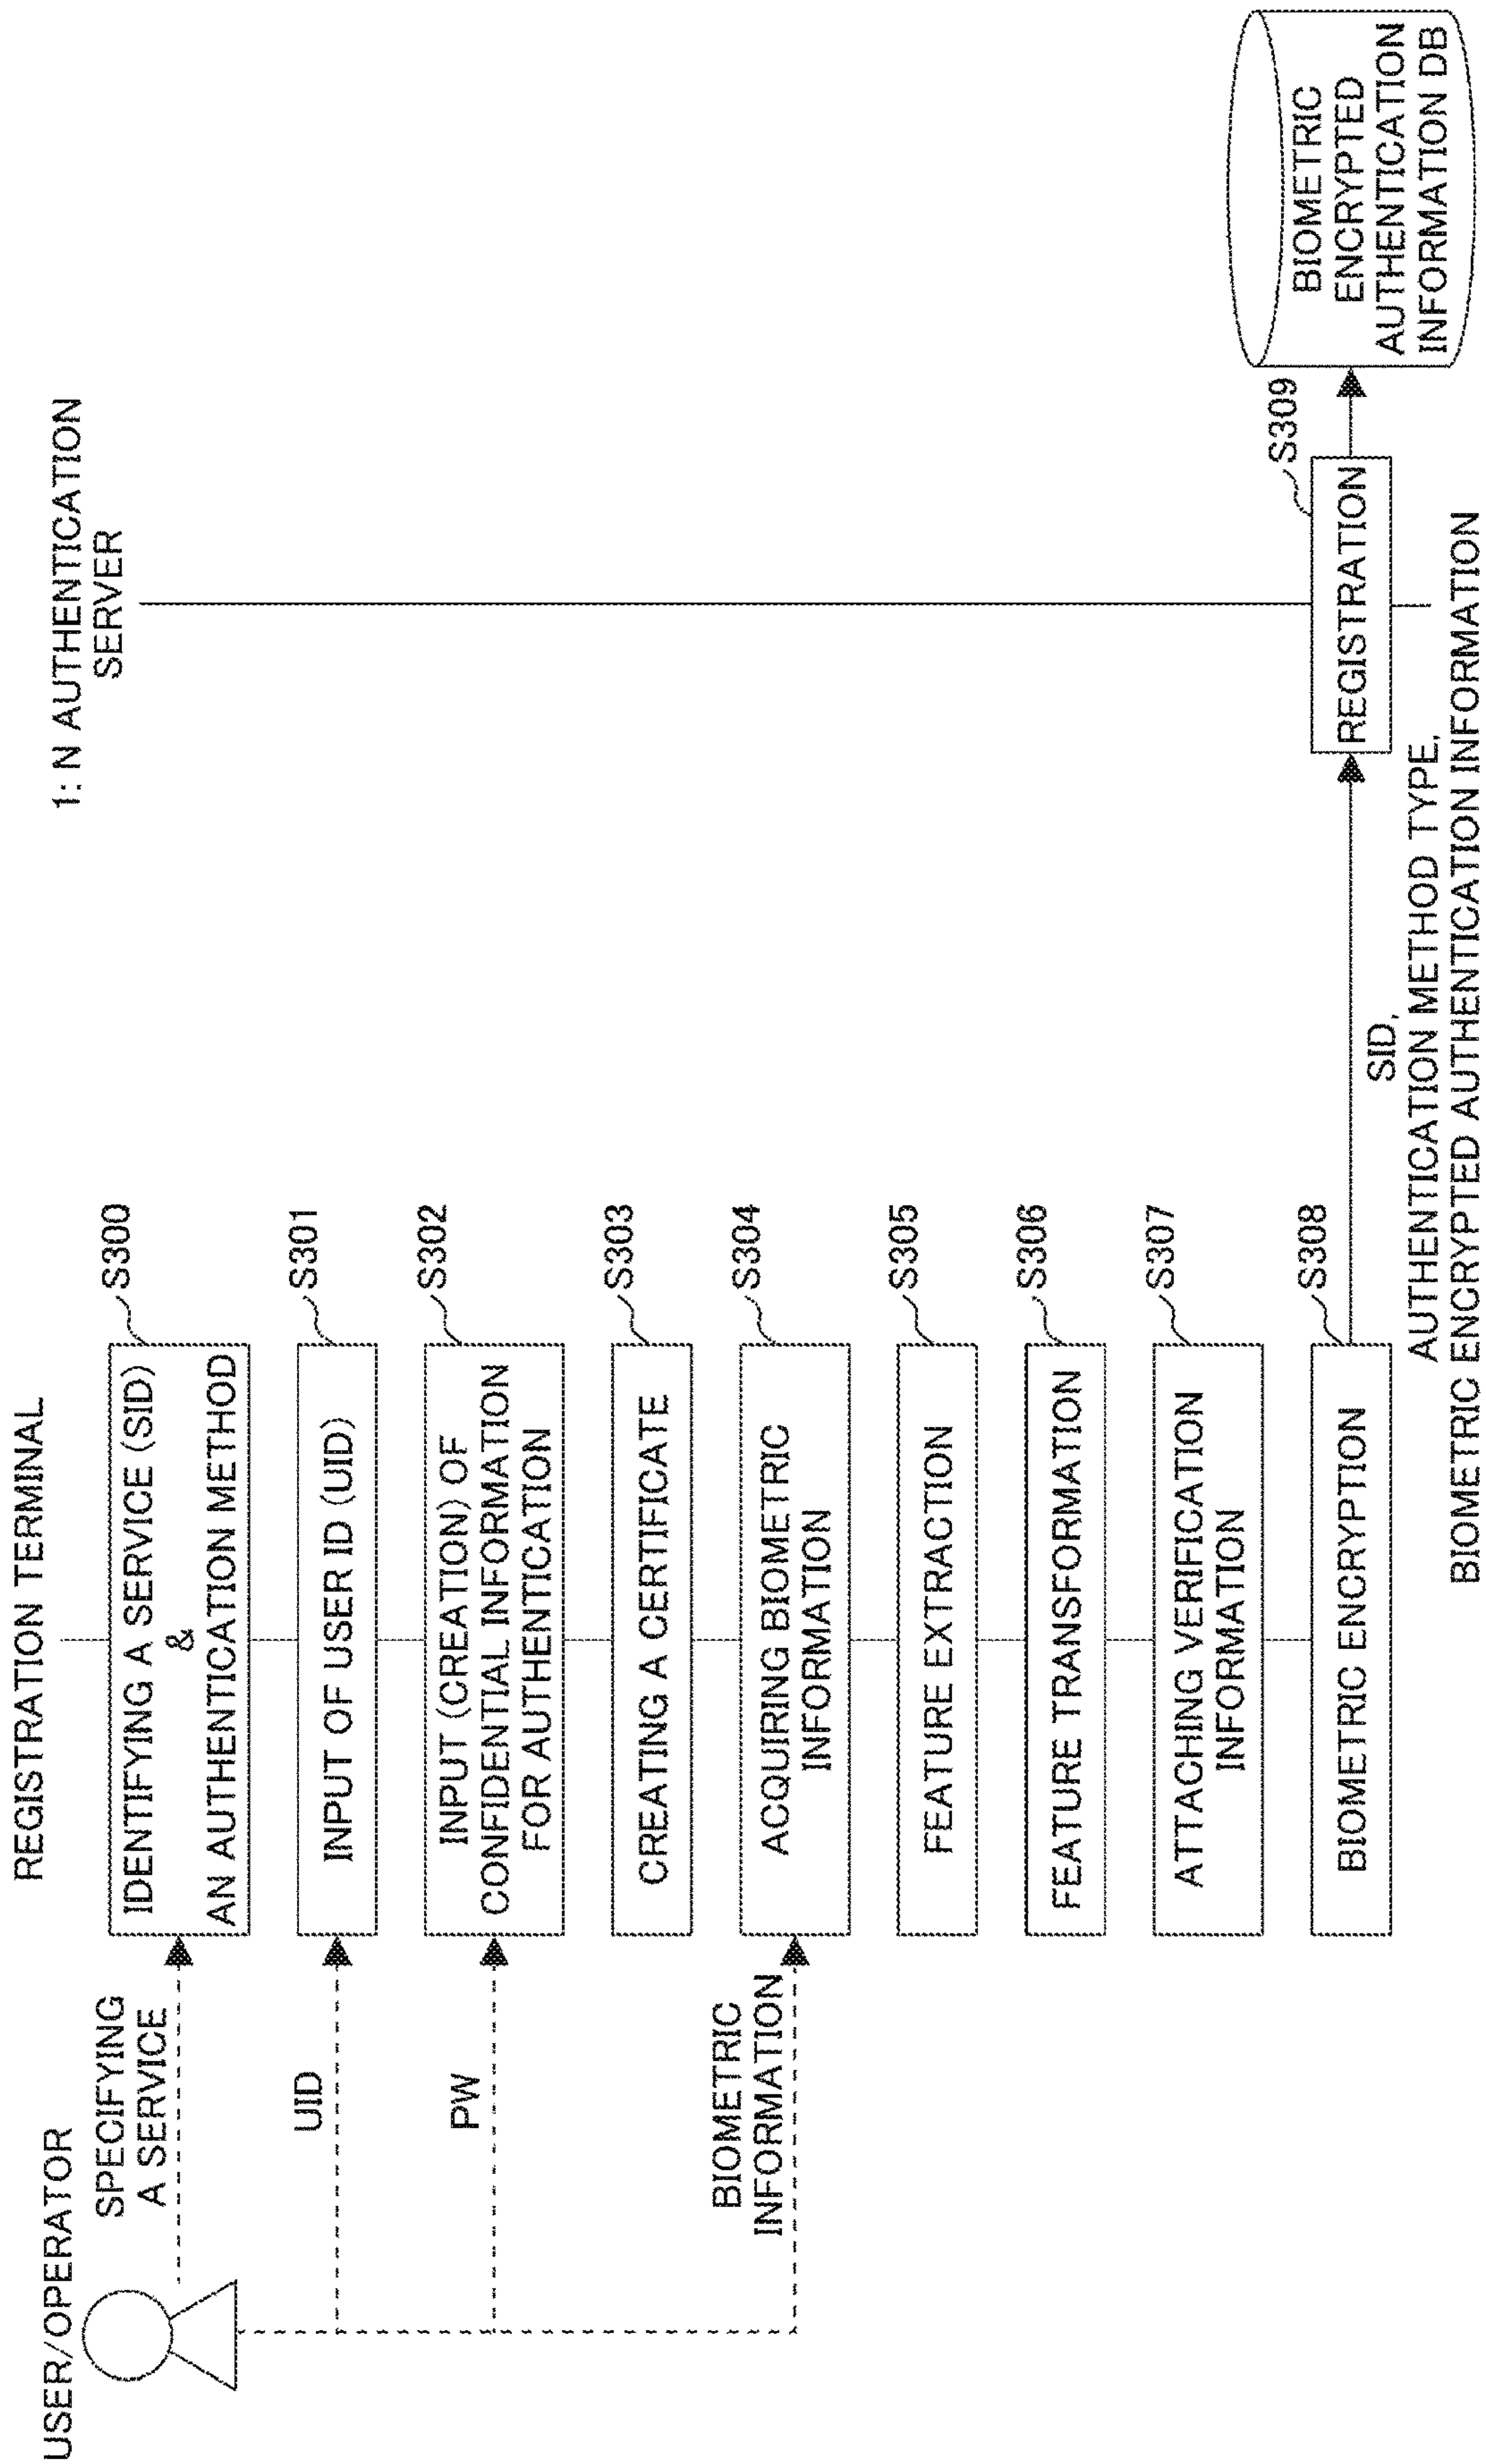 USER/OPERATOR
REGISTRATION TERMINAL
1: N AUTHENTICATION
SERVER
SPECIFYING
A SERVICE
S300
IDENTIFYING A SERVICE (SID)
&
AN AUTHENTICATION METHOD
UID
S301
INPUT OF USER ID (UID)
PW
S302
INPUT (CREATION) OF
CONFIDENTIAL INFORMATION
FOR AUTHENTICATION
S303
CREATING A CERTIFICATE
BIOMETRIC
INFORMATION
S304
ACQUIRING BIOMETRIC
INFORMATION
S305
FEATURE EXTRACTION
S306
FEATURE TRANSFORMATION
S307
ATTACHING VERIFICATION
INFORMATION
S308
BIOMETRIC ENCRYPTION
SID,
AUTHENTICATION METHOD TYPE,
BIOMETRIC ENCRYPTED AUTHENTICATION INFORMATION
S309
REGISTRATION
BIOMETRIC
ENCRYPTED
AUTHENTICATION
INFORMATION DB